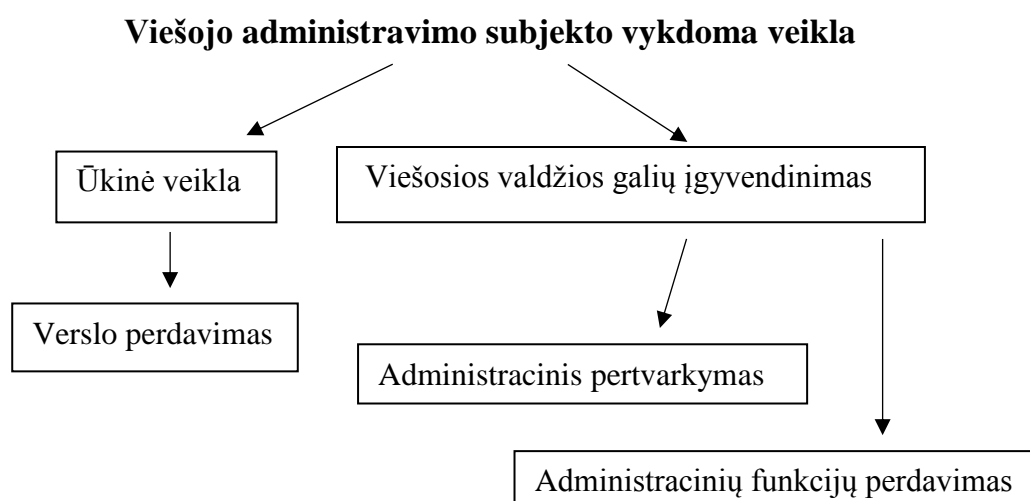 Viešojo administravimo subjekto vykdoma veikla
Ūkinė veikla
Viešosios valdžios galių įgyvendinimas
Verslo perdavimas
Administracinis pertvarkymas
Administracinių funkcijų perdavimas